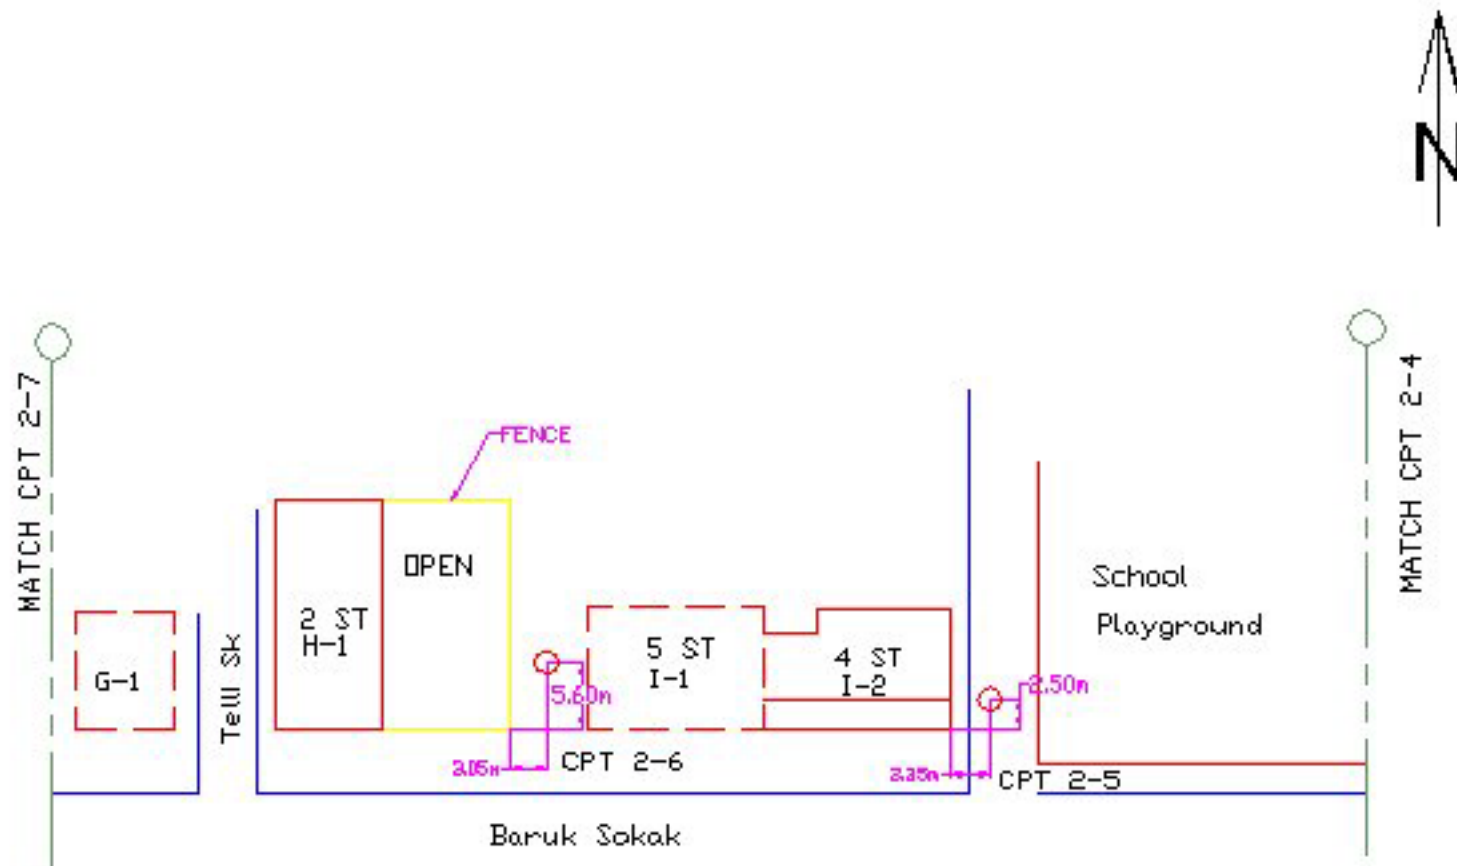 N
MATCH CPT 2-7
MATCH CPT 2-4
FENCE
OPEN
School
Playground
2 ST
H-1
5 ST
I-1
4 ST
I-2
G-1
Tell Sk
5.60m
2.50m
3.05m
CPT 2-6
CPT 2-5
Baruk Sokak